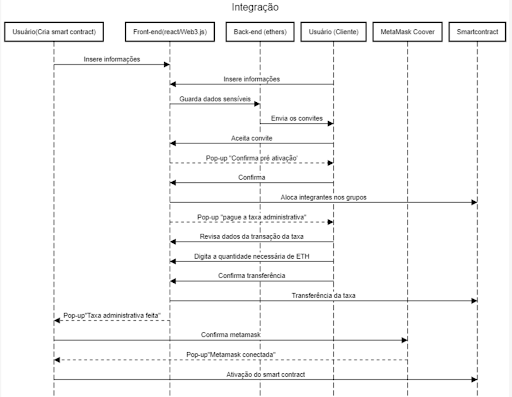 Integração
Usuário(Cria smart contract)
Front-end(react/Web3.js)
Back-end (ethers)
Usuário (Cliente)
MetaMask Coover
Smartcontract
Insere informações
Insere informações
Guarda dados sensíveis
Envia os convites
Aceita convite
Pop-up "Confirma pré ativação'
Confirma
Aloca integrantes nos grupos
Pop-up "pague a taxa administrativa"
Revisa dados da transação da taxa
Digita a quantidade necessária de ETH
Confirma transferência
Transferência da taxa
Pop-up"Taxa administrativa feita"
Confirma metamask
Pop-up"Metamask conectada"
Ativação do smart contract